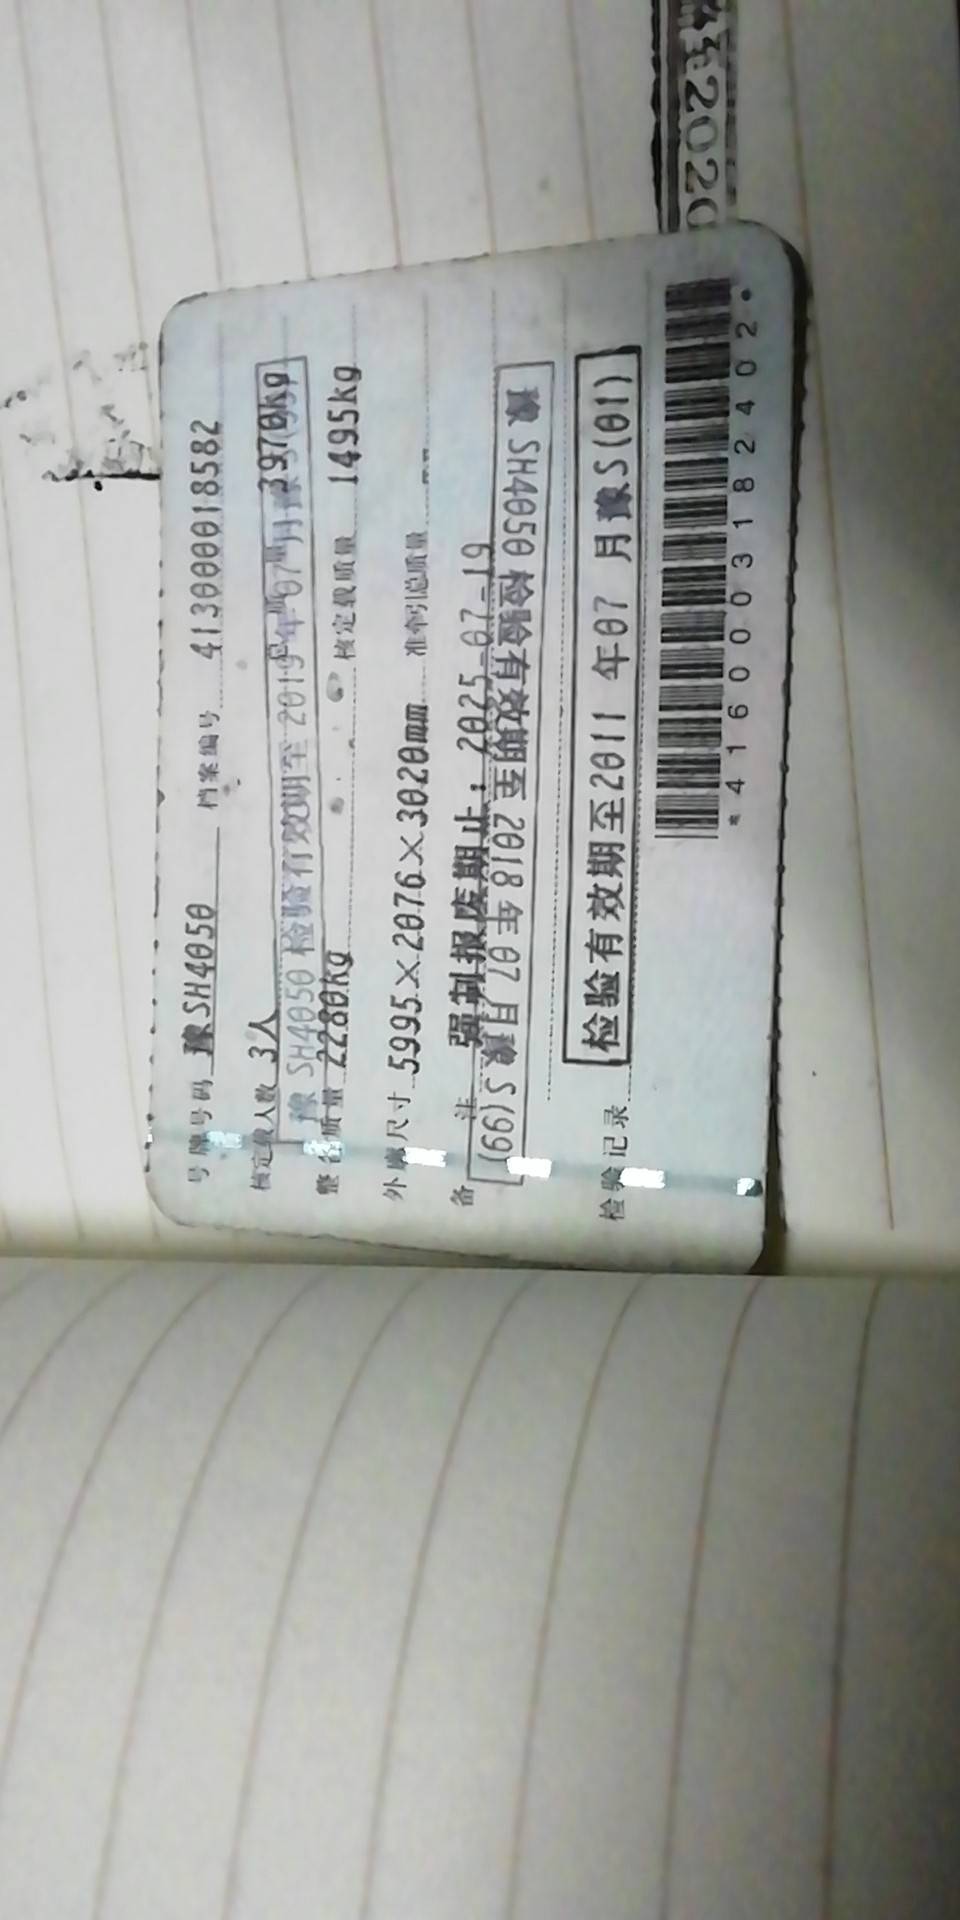 号牌号码 豫SH4050 档案编号 413000018582
核定载人数 3人 3970kg
豫SH4050 检验有效期至2019年07月豫S(99)
整备质量 2280kg 核定载质量 1495kg
外廓尺寸 5995×2076×3020mm 准牵引总质量
备注 强制报废期止:2025-07-19
豫SH4050 检验有效期至2018年07月豫S(99)
检验记录 检验有效期至2011年07月豫S(01)
*4160003182402*
2020